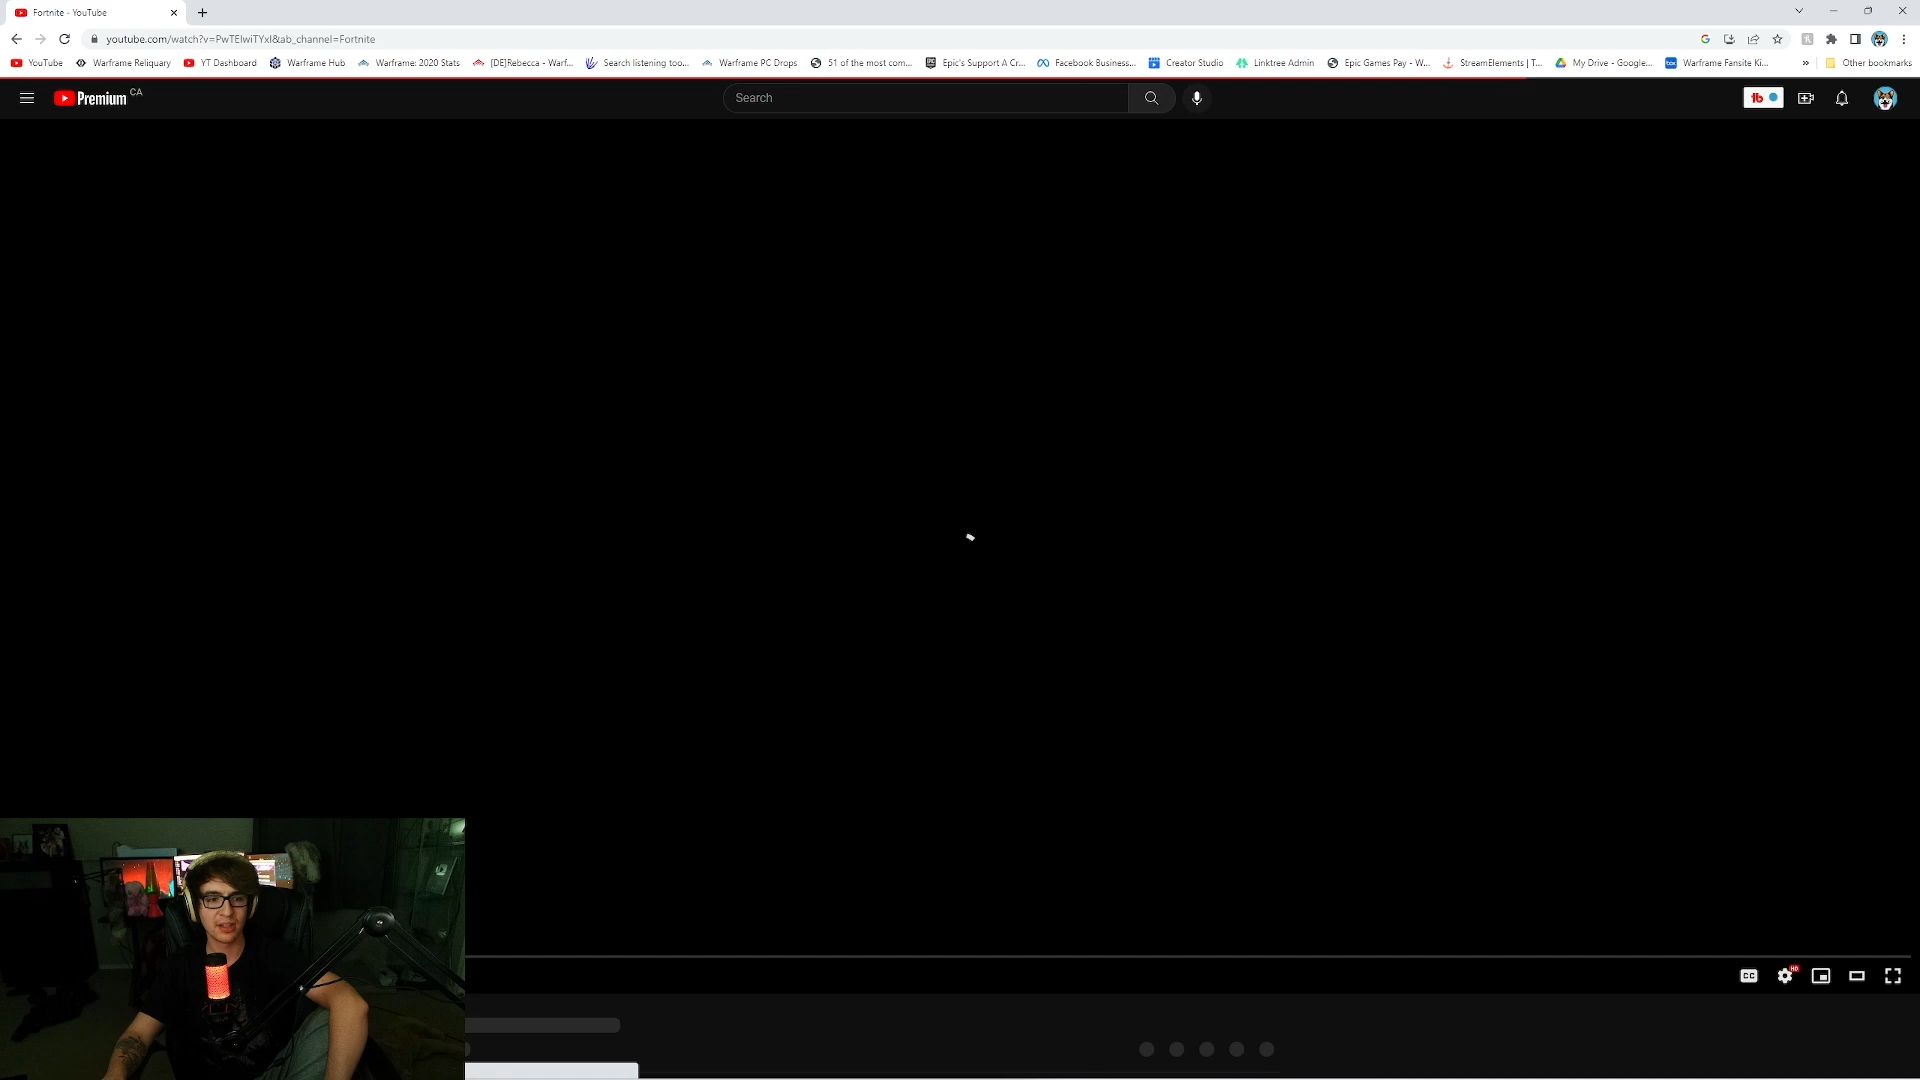 Fortnite - YouTube
youtube.com/watch?v=PwTElwiTYxI&ab_channel=Fortnite
YouTube Warframe Reliquary YT Dashboard Warframe Hub Warframe: 2020 Stats [DE]Rebecca - Warf... Search listening too... Warframe PC Drops 51 of the most com... Epic's Support A Cr... Facebook Business... Creator Studio Linktree Admin Epic Games Pay - W... StreamElements | T... My Drive - Google... Warframe Fansite Ki... » Other bookmarks
Premium CA Search tb
CC HD